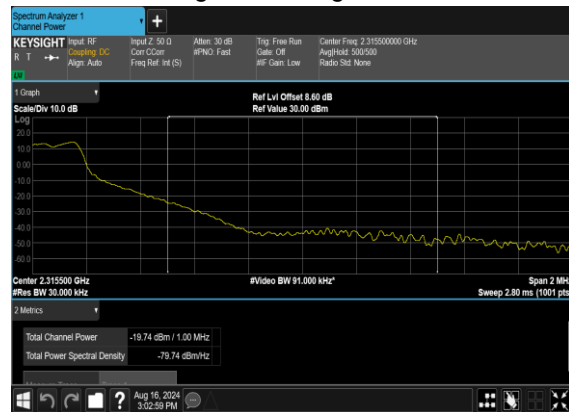 Spectrum Analyzer 1
Channel Power
+
KEYSIGHT
R T
LW
Input: RF
Coupling: DC
Align: Auto
Input Z: 50 Ω
Corr CCorr
Freq Ref: Int (S)
Atten: 30 dB
#PNO: Fast
Trig: Free Run
Gate: Off
#IF Gain: Low
Center Freq: 2.315500000 GHz
Avg|Hold: 500/500
Radio Std: None
1 Graph
Scale/Div 10.0 dB
Ref Lvl Offset 8.60 dB
Ref Value 30.00 dBm
Log
20.0
10.0
0.00
-10.0
-20.0
-30.0
-40.0
-50.0
-60.0
Center 2.315500 GHz
#Res BW 30.000 kHz
#Video BW 91.000 kHz*
Span 2 MHz
Sweep 2.80 ms (1001 pts
2 Metrics
Total Channel Power -19.74 dBm / 1.00 MHz
Total Power Spectral Density -79.74 dBm/Hz
?
Aug 16, 2024
3:02:59 PM